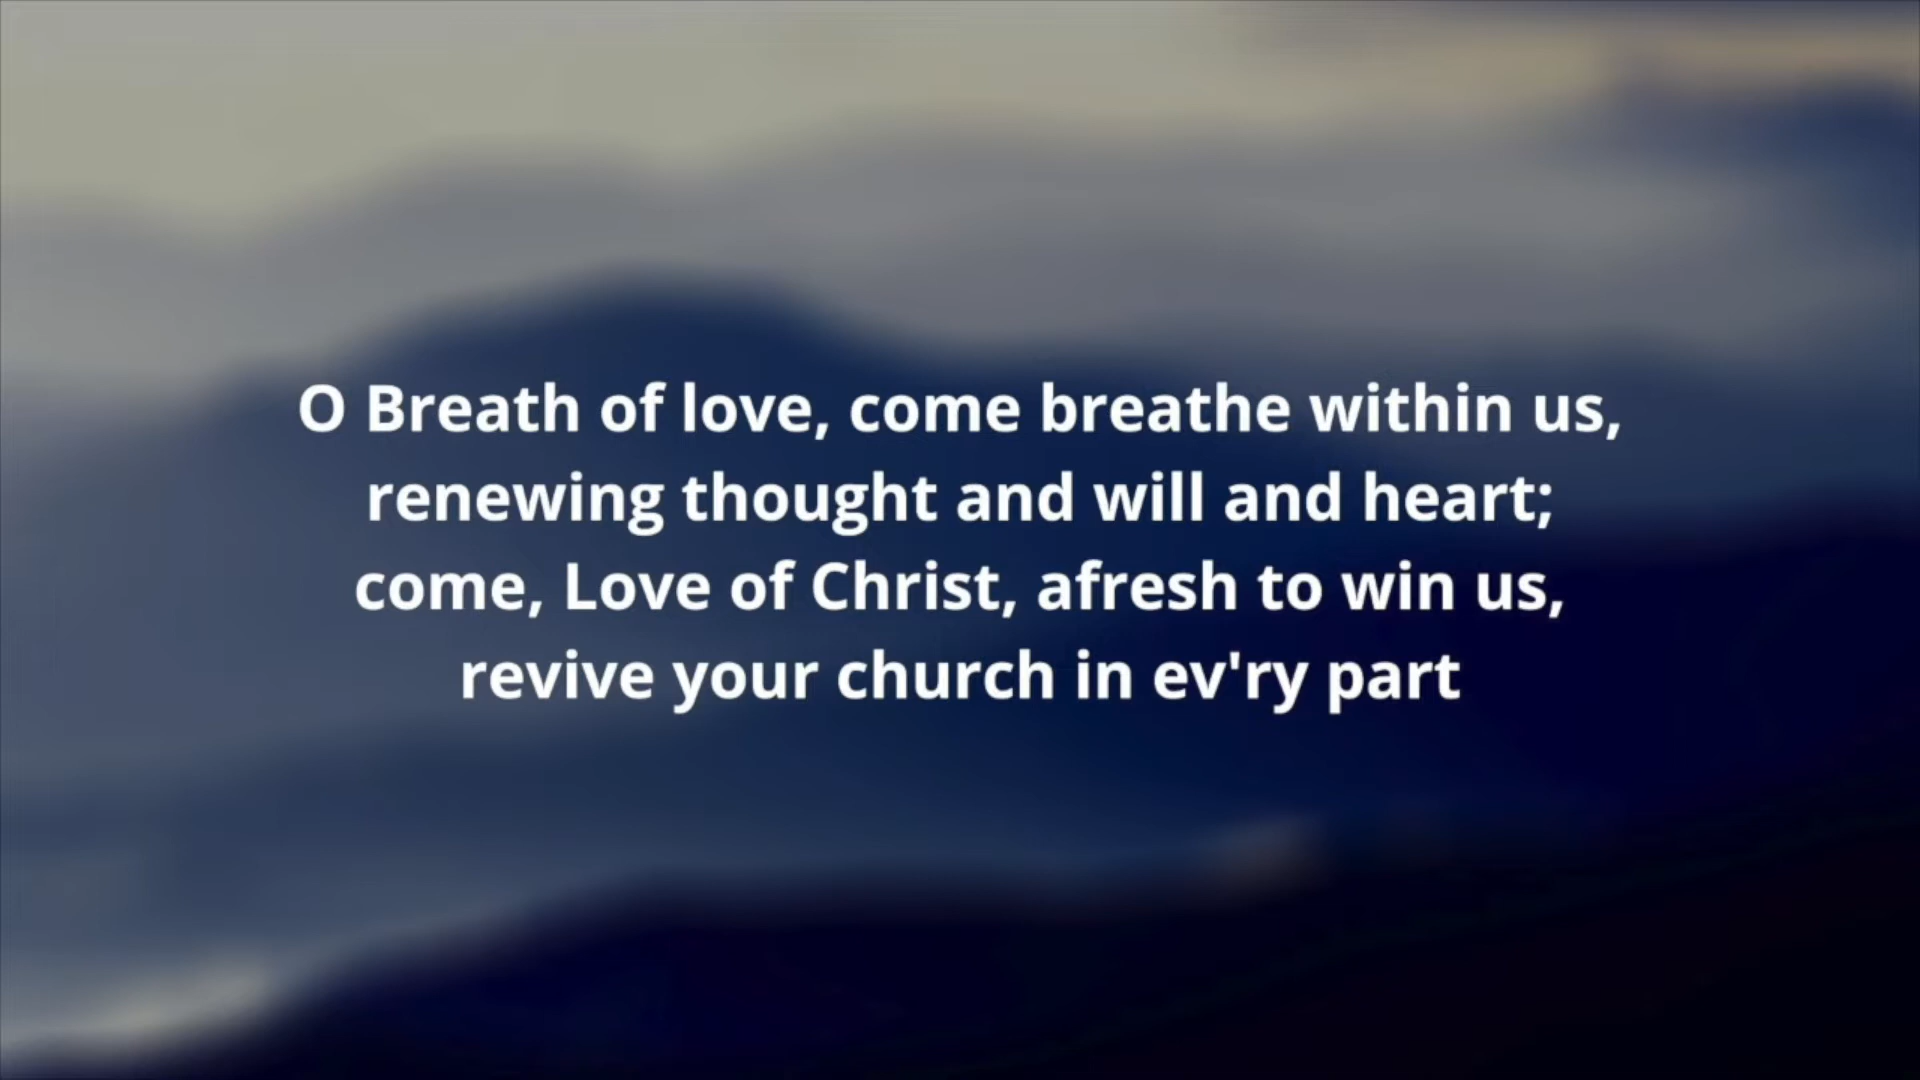 O Breath of love, come breathe within us,
renewing thought and will and heart;
come, Love of Christ, afresh to win us,
revive your church in ev'ry part